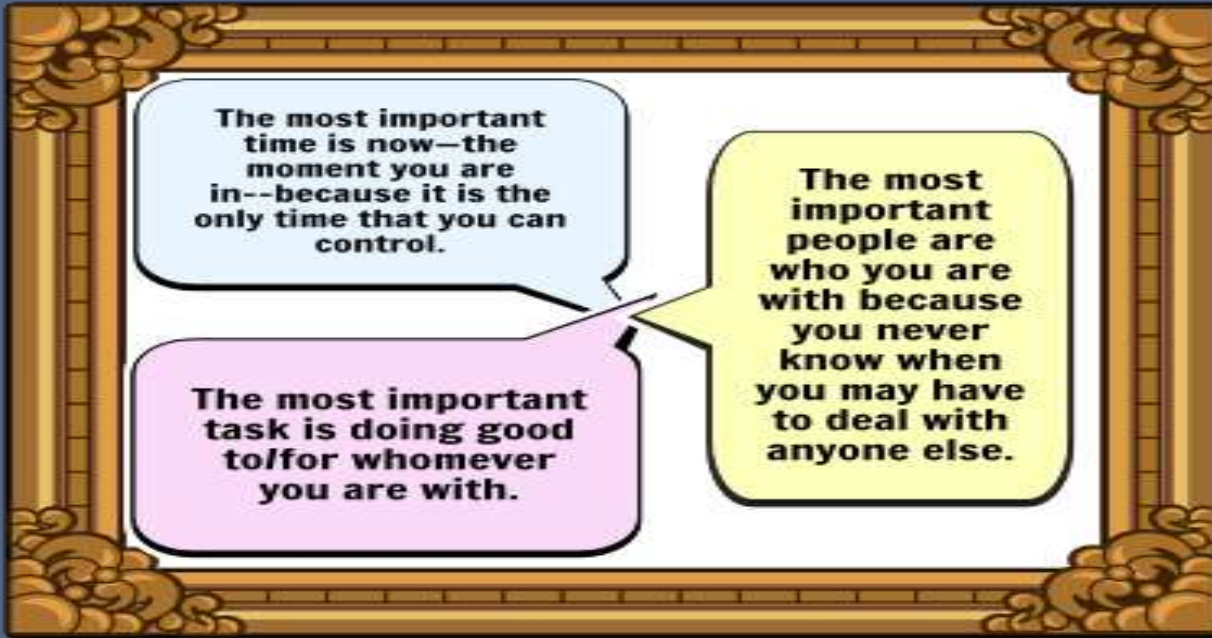 The most important
time is now—the
moment you are
in--because it is the
only time that you can
control.
The most important
task is doing good
to/for whomever
you are with.
The most
important
people are
who you are
with because
you never
know when
you may have
to deal with
anyone else.